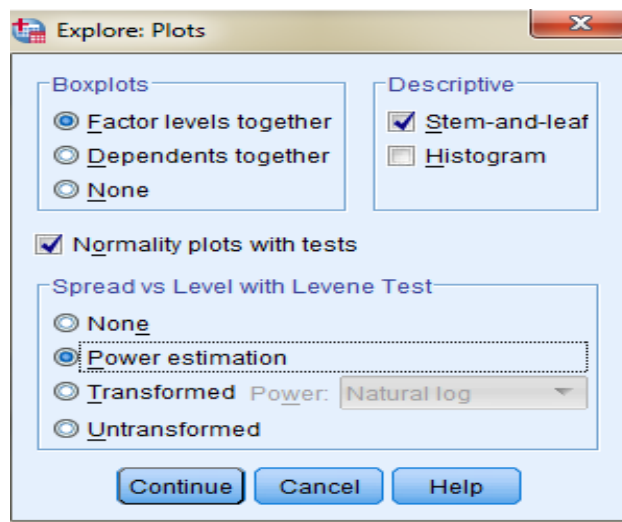 Explore: Plots
Boxplots
Factor levels together
Dependents together
None
Descriptive
Stem-and-leaf
Histogram
Normality plots with tests
Spread vs Level with Levene Test
None
Power estimation
Transformed Power: Natural log
Untransformed
Continue Cancel Help